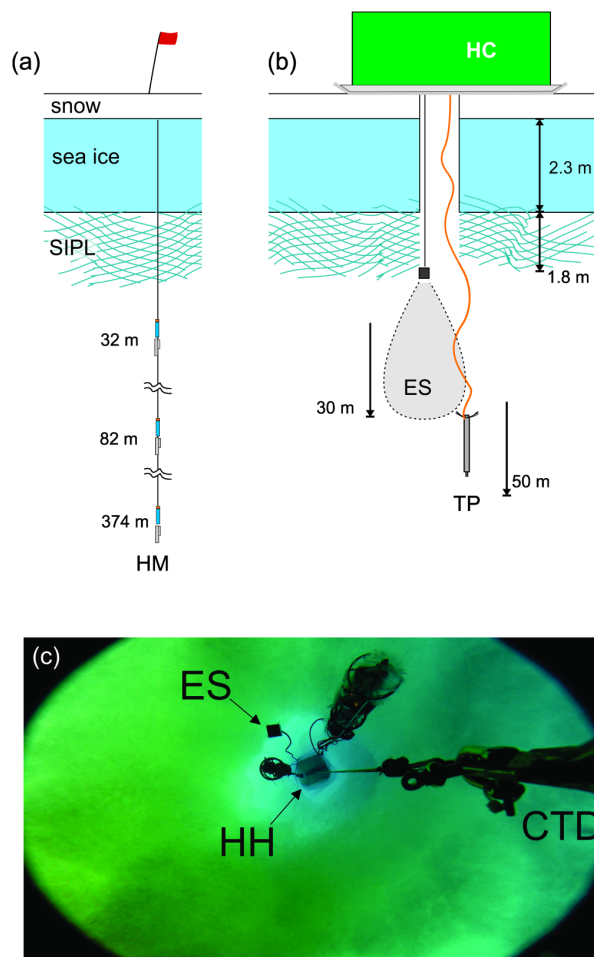 (a)
snow
sea ice
SIPL
32 m
82 m
374 m
HM
(b)
HC
2.3 m
1.8 m
ES
30 m
50 m
TP
(c)
ES
HH
CTD